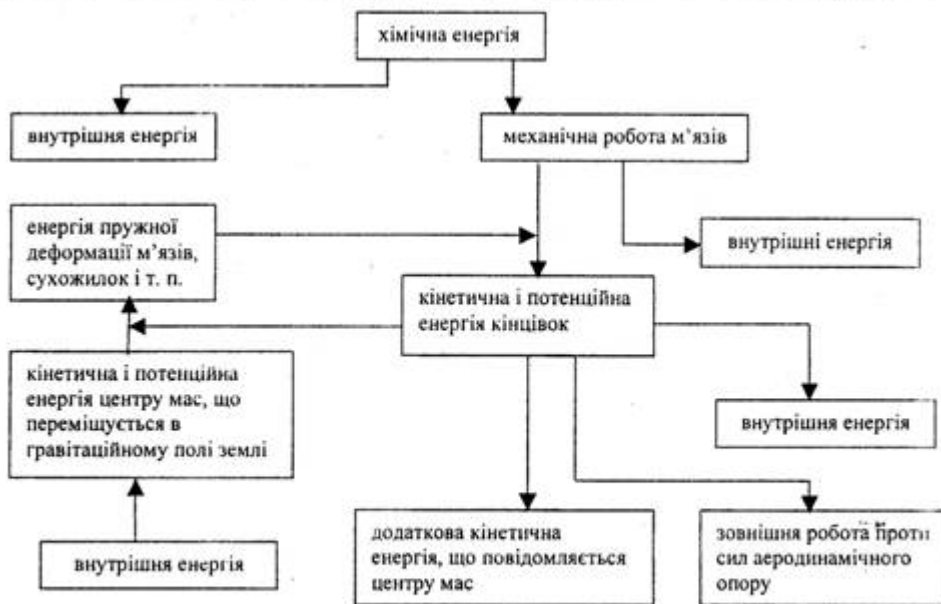 хімічна енергія
внутрішня енергія
механічна робота м’язів
енергія пружної
деформації м’язів,
сухожилок і т. п.
внутрішні енергія
кінетична і потенційна
енергія кінцівок
кінетична і потенційна
енергія центру мас, що
переміщується в
гравітаційному полі землі
внутрішня енергія
внутрішня енергія
додаткова кінетична
енергія, що повідомляється
центру мас
зовнішня робота проти
сил аеродинамічного
опору